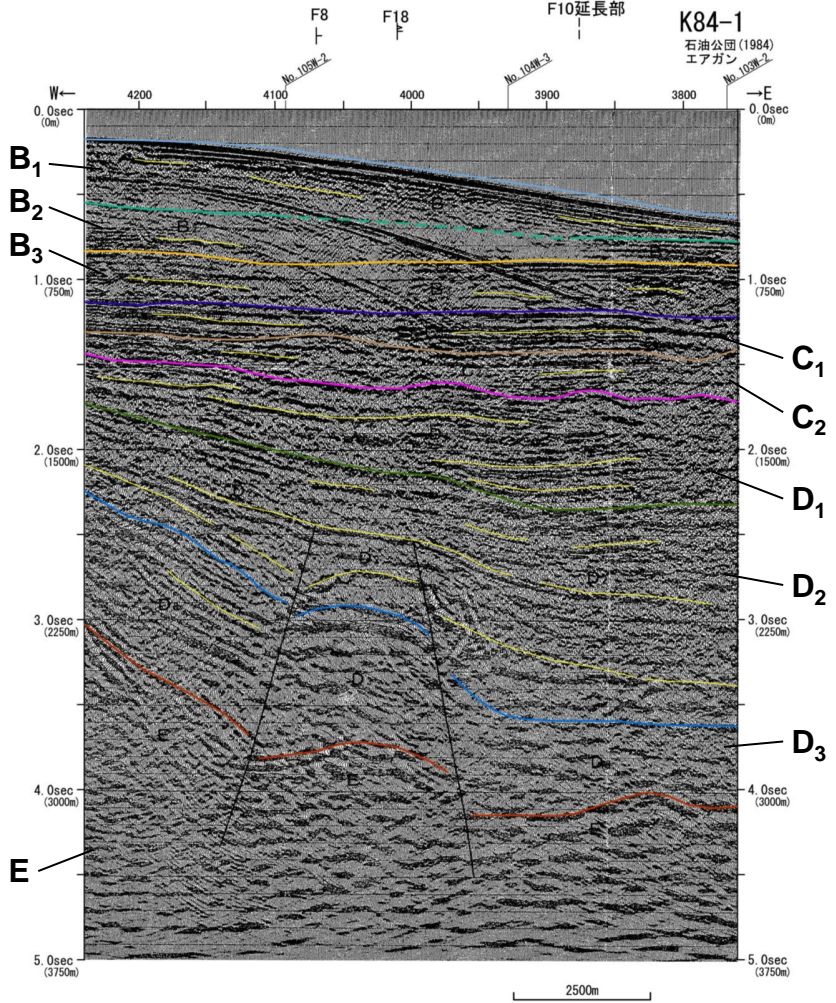 F8
F18
F10延長部
K84-1
石油公団(1984)
エアガン
No.105W-2
No.104W-3
No.103W-2
W←
4200
4100
4000
3900
3800
→E
0.0sec
(0m)
0.0sec
(0m)
B1
B2
B3
1.0sec
(750m)
1.0sec
(750m)
C1
C2
2.0sec
(1500m)
2.0sec
(1500m)
D1
D2
3.0sec
(2250m)
3.0sec
(2250m)
D3
4.0sec
(3000m)
4.0sec
(3000m)
E
5.0sec
(3750m)
5.0sec
(3750m)
2500m